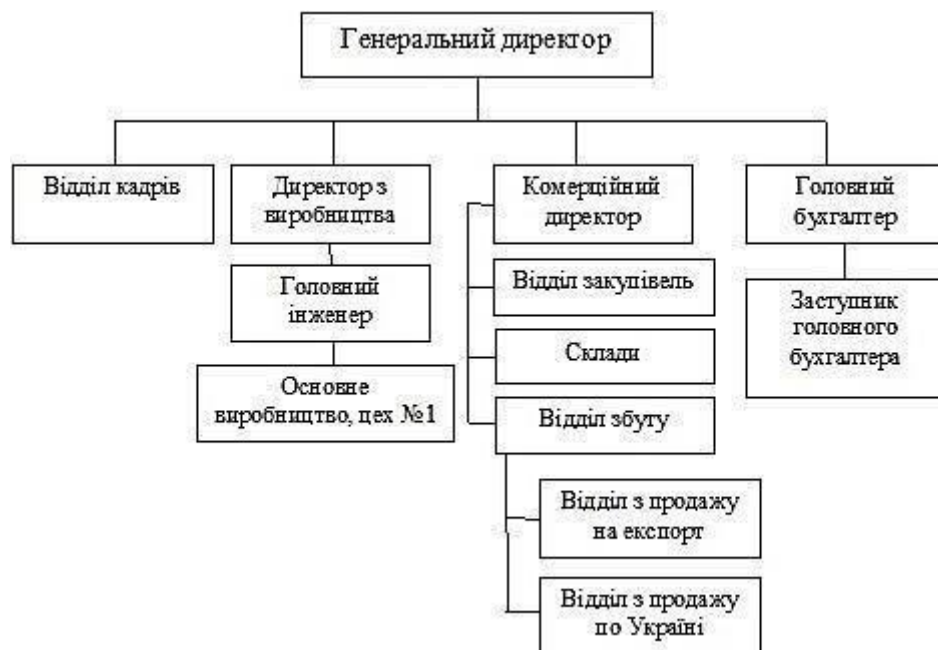 Генеральний директор
Відділ кадрів
Директор з
виробництва
Комерційний
директор
Головний
бухгалтер
Головний
інженер
Відділ закупівель
Заступник
головного
бухгалтера
Склади
Основне
виробництво, цех №1
Відділ збуту
Відділ з продажу
на експорт
Відділ з продажу
по Україні